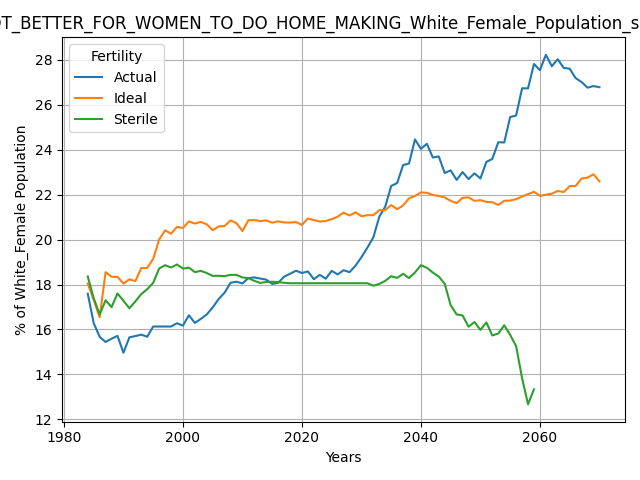 OT_BETTER_FOR_WOMEN_TO_DO_HOME_MAKING_White_Female_Population_s
Fertility
Actual
Ideal
Sterile
% of White_Female Population
28
26
24
22
20
18
16
14
12
1980
2000
2020
2040
2060
Years